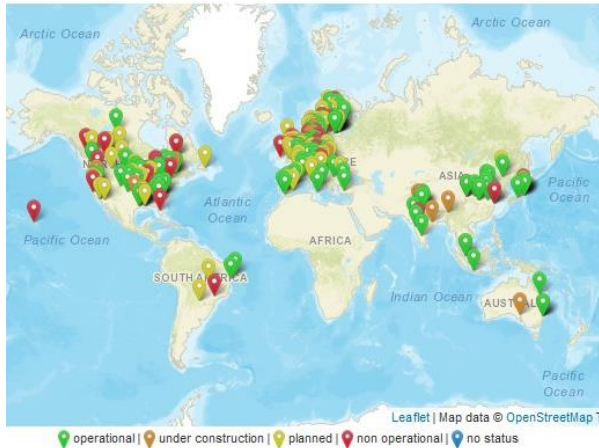 Arctic Ocean
Arctic Ocean
ASIA
Pacific
Ocean
Atlantic
Ocean
Pacific Ocean
AFRICA
SOUTH AMERICA
Indian Ocean
Pacific
Ocean
Leaflet | Map data © OpenStreetMap
operational | under construction | planned | non operational | no status